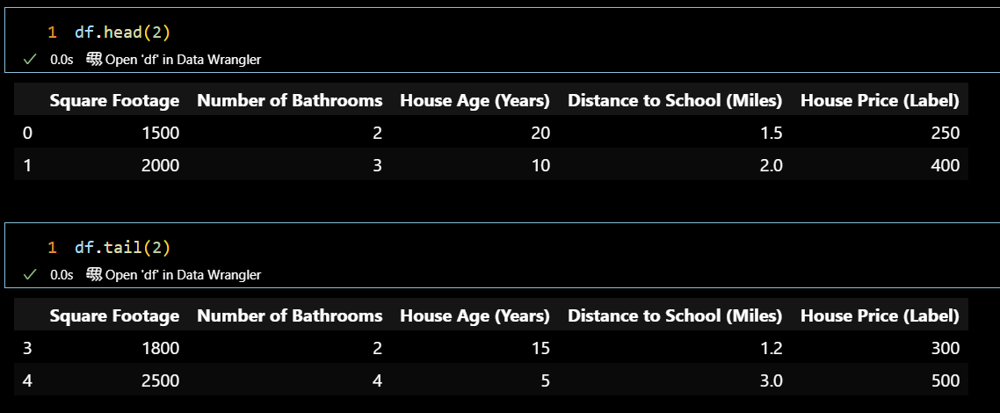 1 df.head(2)
0.0s Open 'df' in Data Wrangler
Square Footage Number of Bathrooms House Age (Years) Distance to School (Miles) House Price (Label)
0 1500 2 20 1.5 250
1 2000 3 10 2.0 400
1 df.tail(2)
0.0s Open 'df' in Data Wrangler
Square Footage Number of Bathrooms House Age (Years) Distance to School (Miles) House Price (Label)
3 1800 2 15 1.2 300
4 2500 4 5 3.0 500